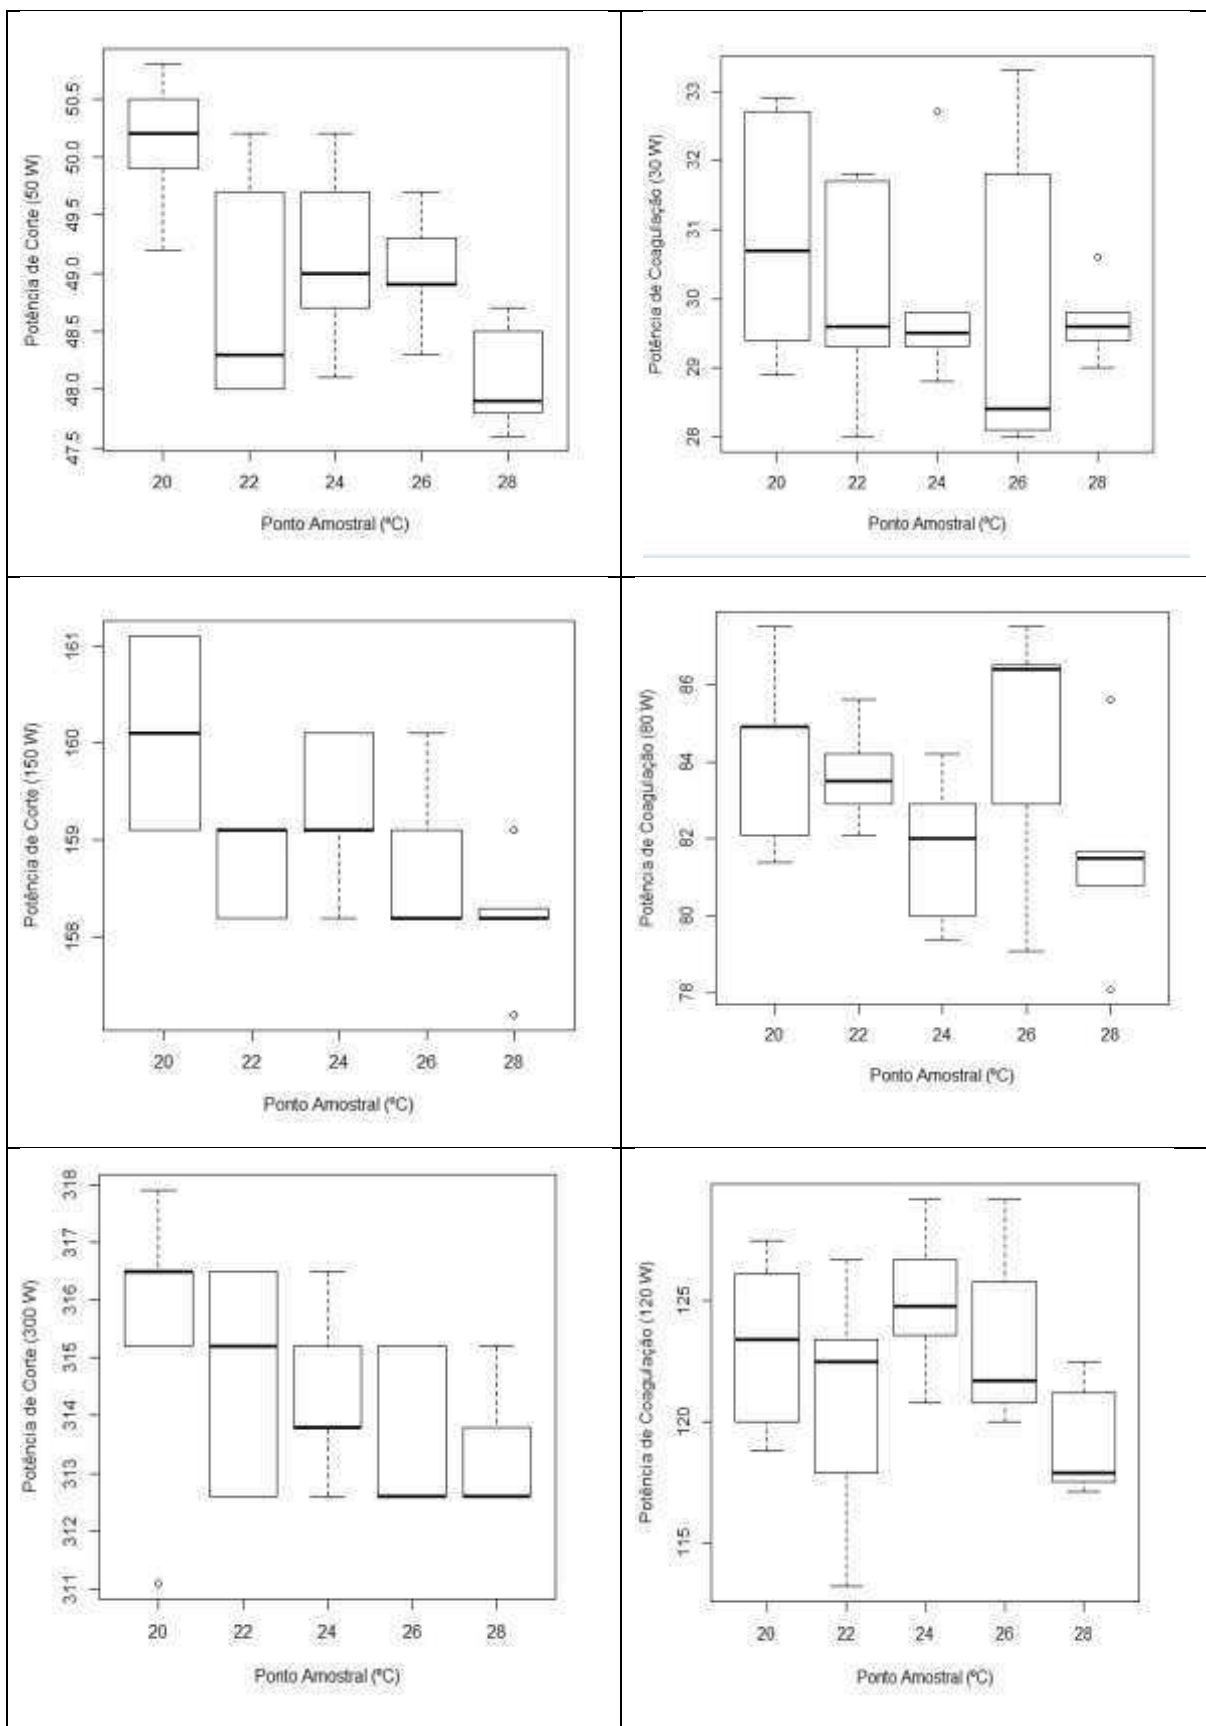 Potência de Corte (50 W)
50.5
50.0
49.5
49.0
48.5
48.0
47.5
20 22 24 26 28
Ponto Amostral (ºC)
Potência de Coagulação (30 W)
33
32
31
30
29
28
20 22 24 26 28
Ponto Amostral (ºC)
Potência de Corte (150 W)
161
160
159
158
20 22 24 26 28
Ponto Amostral (ºC)
Potência de Coagulação (80 W)
86
84
82
80
78
20 22 24 26 28
Ponto Amostral (ºC)
Potência de Corte (300 W)
318
317
316
315
314
313
312
311
20 22 24 26 28
Ponto Amostral (ºC)
Potência de Coagulação (120 W)
125
120
115
20 22 24 26 28
Ponto Amostral (ºC)